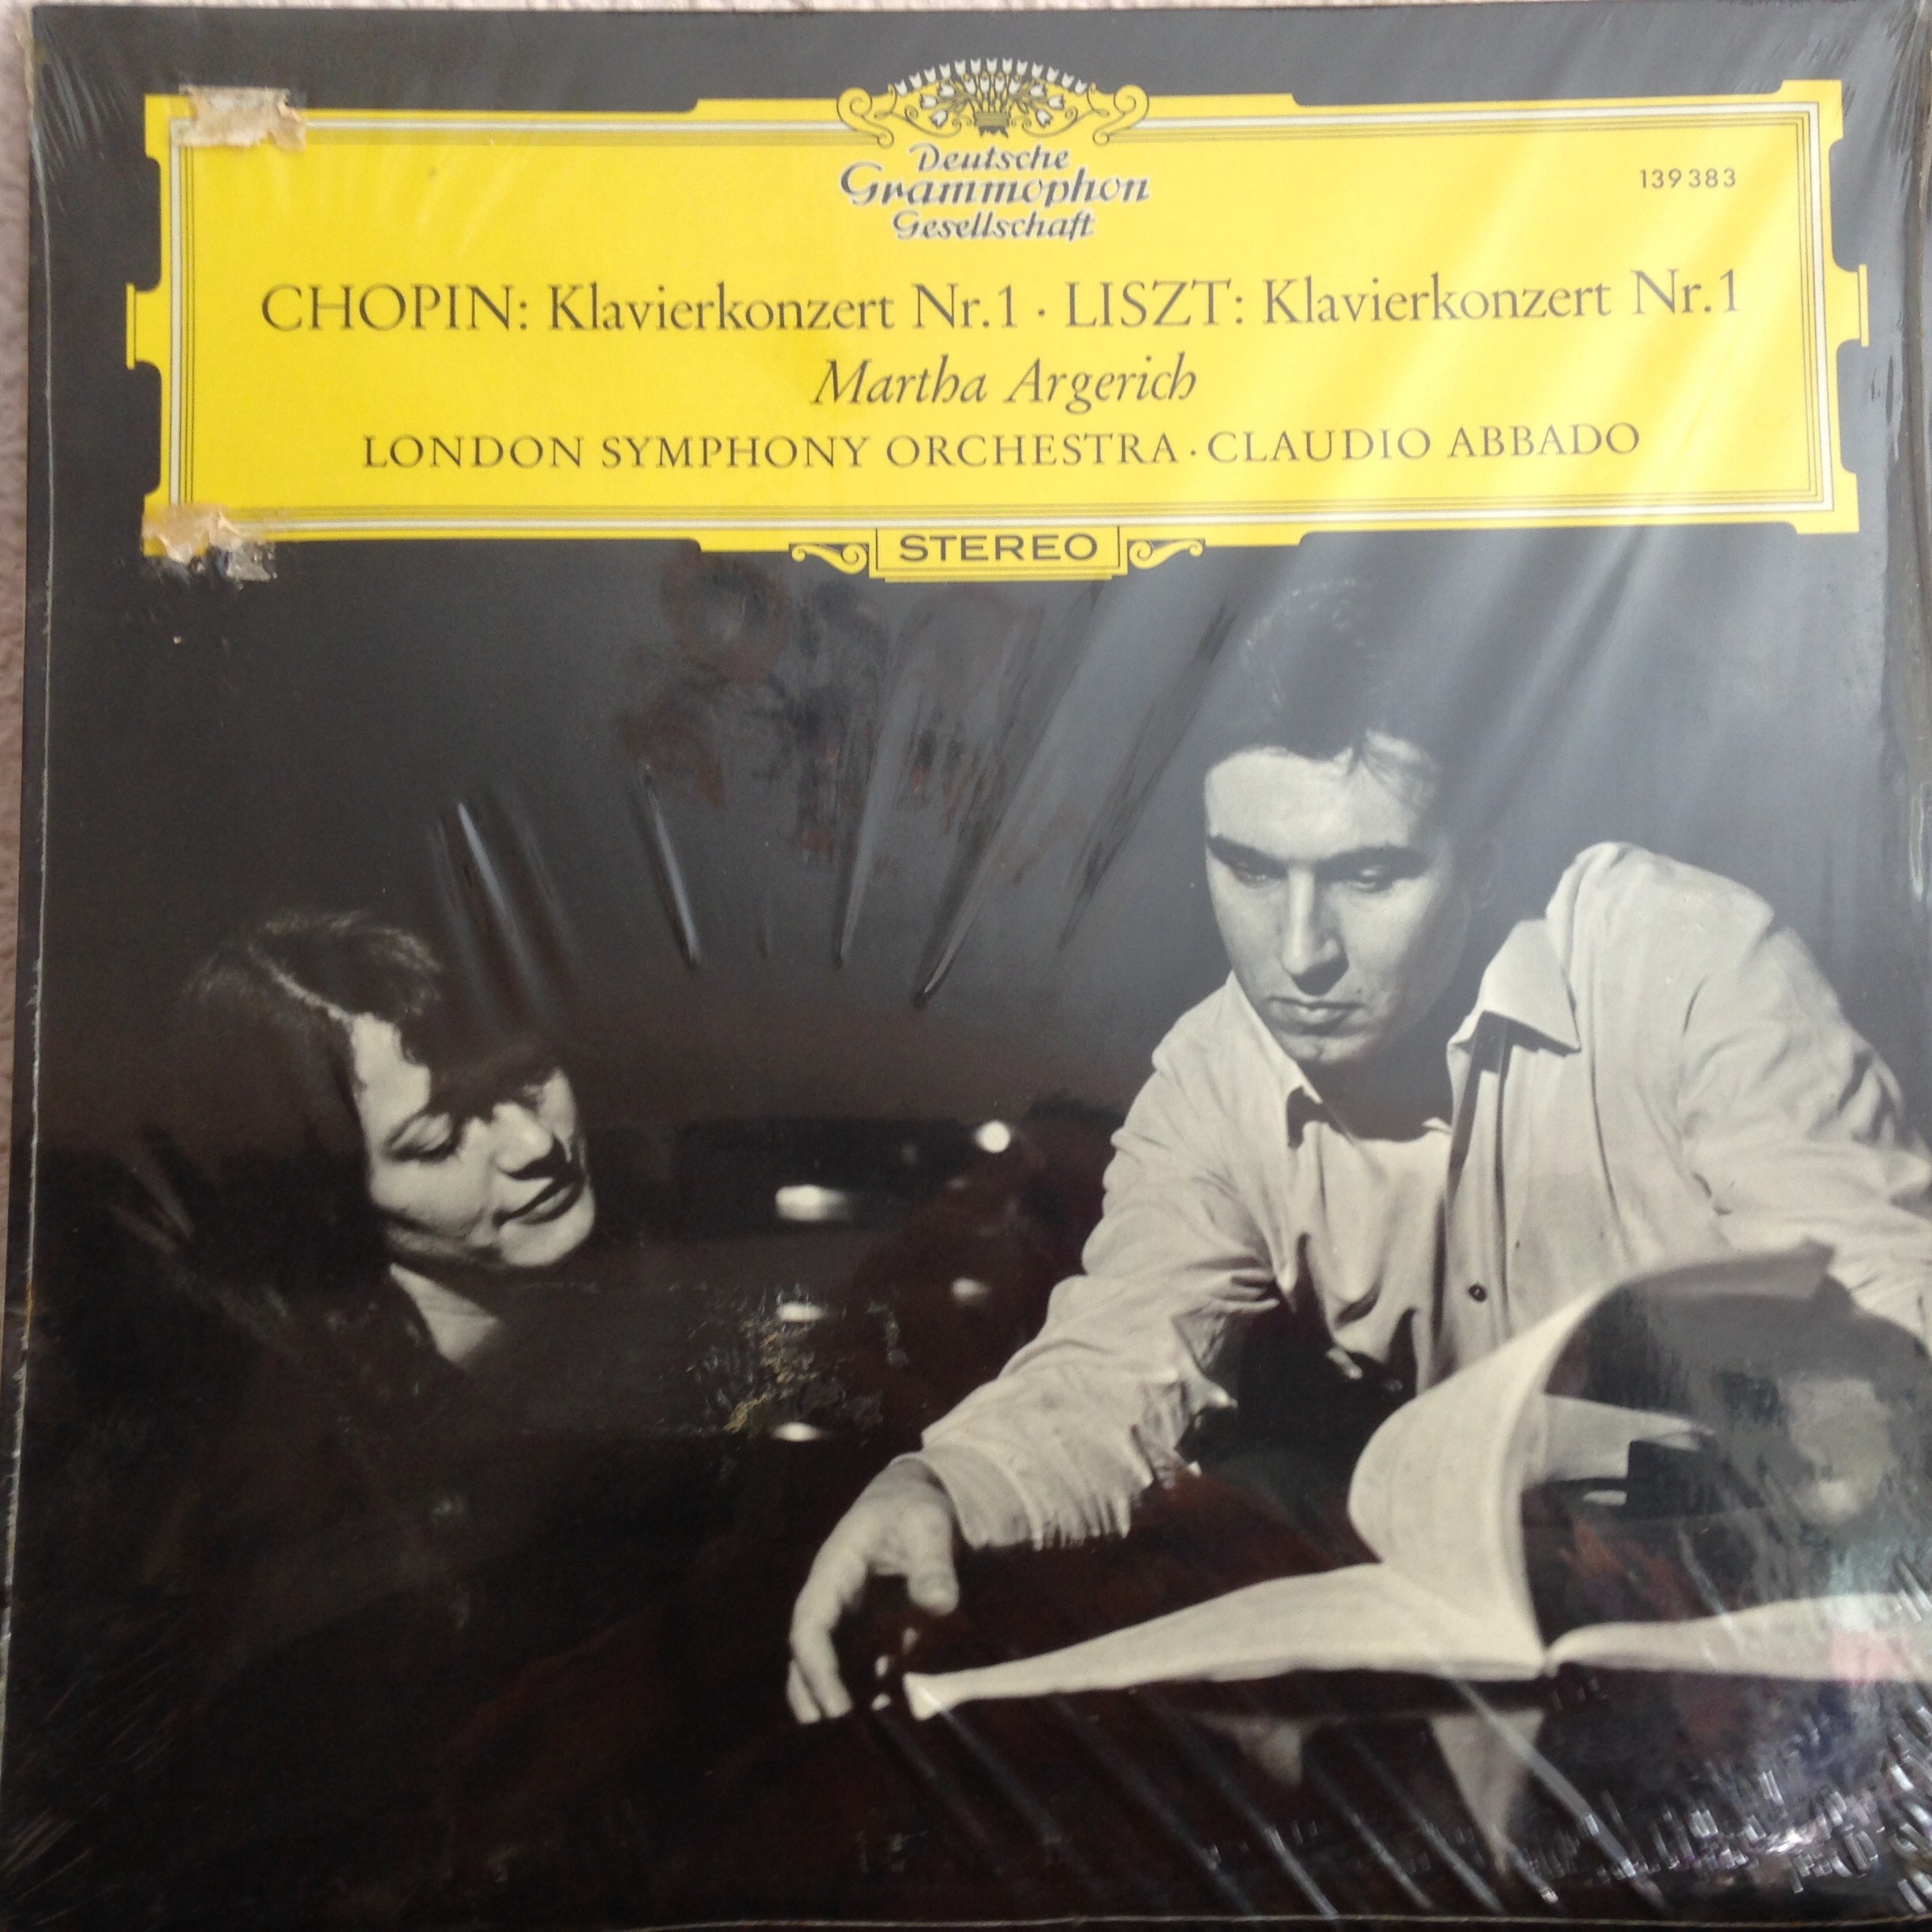 Deutsche
Grammophon
Gesellschaft
139 383
CHOPIN: Klavierkonzert Nr.1 · LISZT: Klavierkonzert Nr.1
Martha Argerich
LONDON SYMPHONY ORCHESTRA · CLAUDIO ABBADO
STEREO